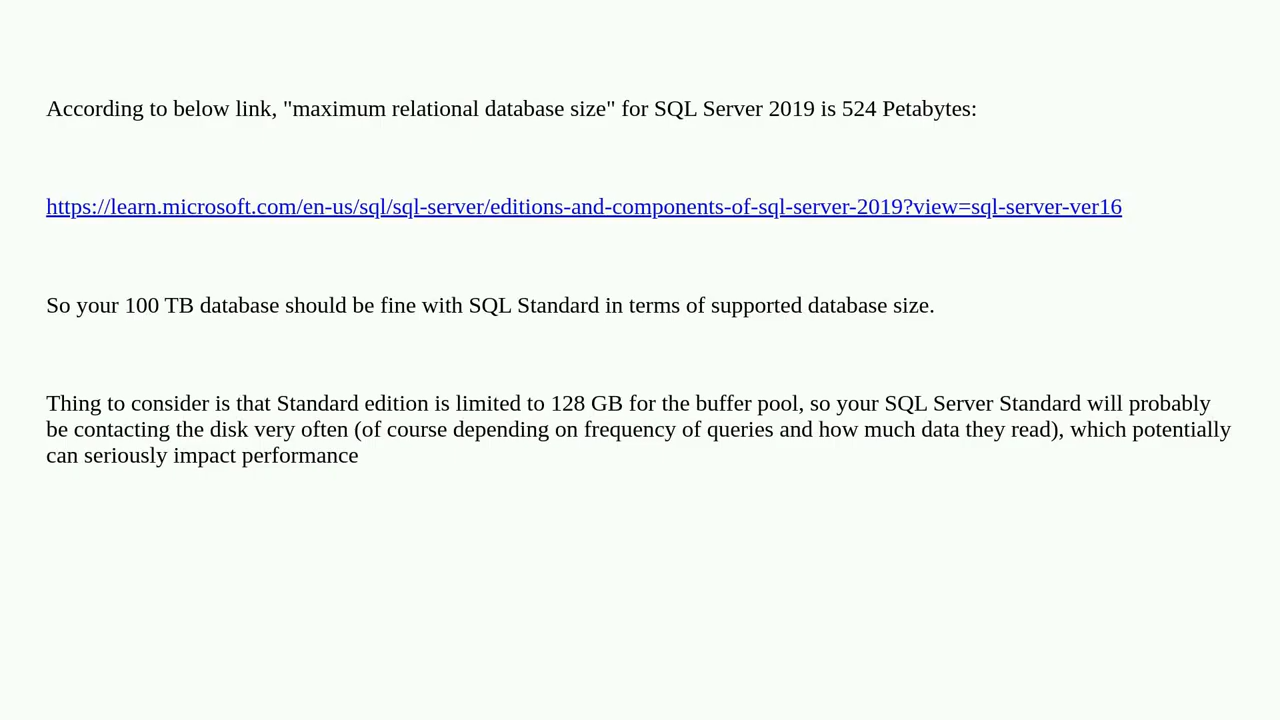 According to below link, "maximum relational database size" for SQL Server 2019 is 524 Petabytes:
https://learn.microsoft.com/en-us/sql/sql-server/editions-and-components-of-sql-server-2019?view=sql-server-ver16
So your 100 TB database should be fine with SQL Standard in terms of supported database size.
Thing to consider is that Standard edition is limited to 128 GB for the buffer pool, so your SQL Server Standard will probably
be contacting the disk very often (of course depending on frequency of queries and how much data they read), which potentially
can seriously impact performance